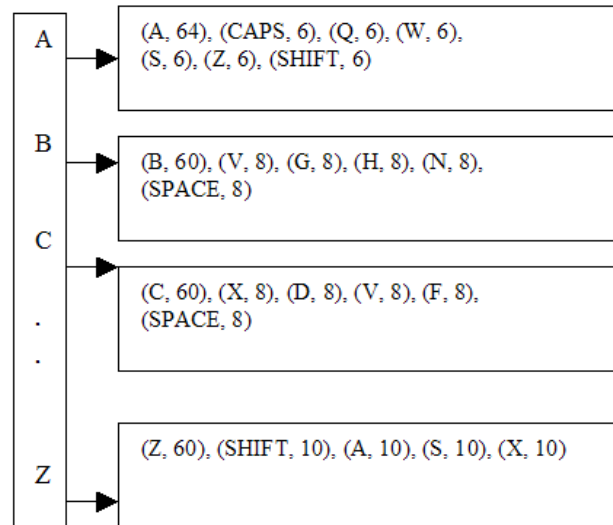 A
(A, 64), (CAPS, 6), (Q, 6), (W, 6),
(S, 6), (Z, 6), (SHIFT, 6)
B
(B, 60), (V, 8), (G, 8), (H, 8), (N, 8),
(SPACE, 8)
C
(C, 60), (X, 8), (D, 8), (V, 8), (F, 8),
(SPACE, 8)
.
.
Z
(Z, 60), (SHIFT, 10), (A, 10), (S, 10), (X, 10)